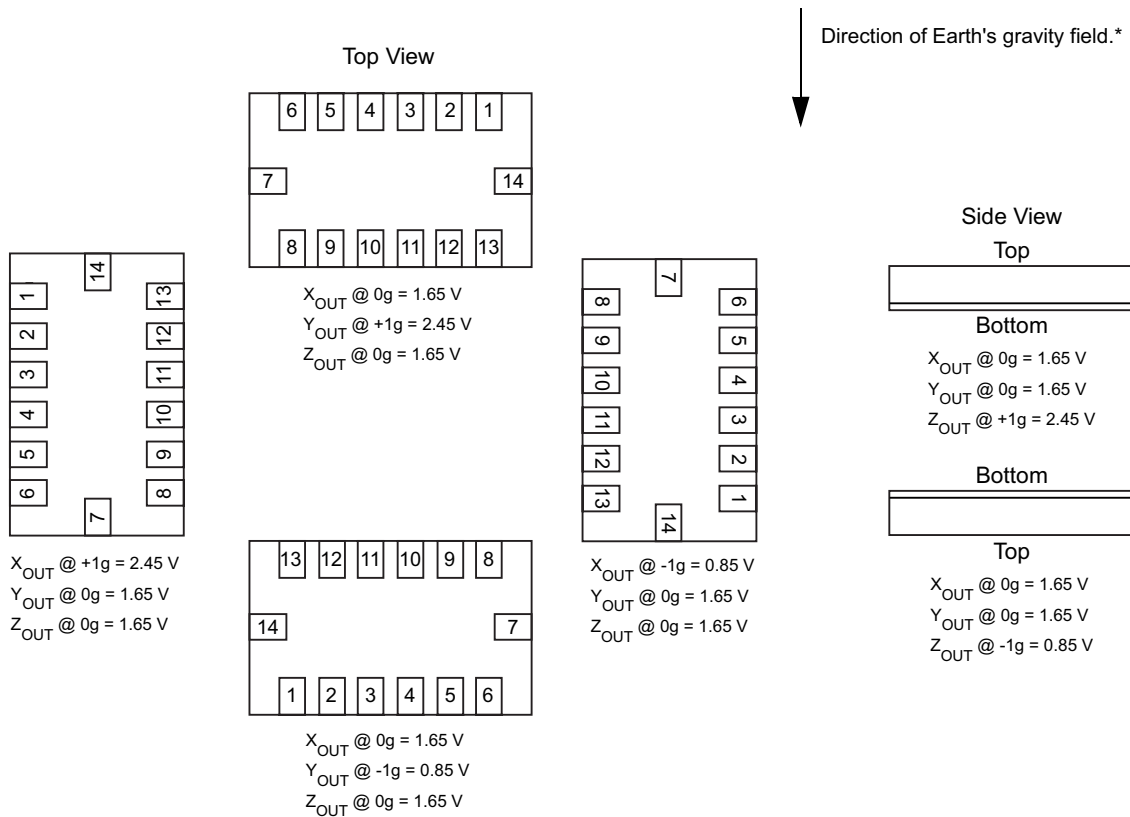 Direction of Earth's gravity field.*
Top View
6 5 4 3 2 1
7 14
8 9 10 11 12 13
XOUT @ 0g = 1.65 V
YOUT @ +1g = 2.45 V
ZOUT @ 0g = 1.65 V
14
1 13
2 12
3 11
4 10
5 9
6 8
7
XOUT @ +1g = 2.45 V
YOUT @ 0g = 1.65 V
ZOUT @ 0g = 1.65 V
13 12 11 10 9 8
14 7
1 2 3 4 5 6
XOUT @ 0g = 1.65 V
YOUT @ -1g = 0.85 V
ZOUT @ 0g = 1.65 V
7
8 6
9 5
10 4
11 3
12 2
13 1
14
XOUT @ -1g = 0.85 V
YOUT @ 0g = 1.65 V
ZOUT @ 0g = 1.65 V
Side View
Top
Bottom
XOUT @ 0g = 1.65 V
YOUT @ 0g = 1.65 V
ZOUT @ +1g = 2.45 V
Bottom
Top
XOUT @ 0g = 1.65 V
YOUT @ 0g = 1.65 V
ZOUT @ -1g = 0.85 V